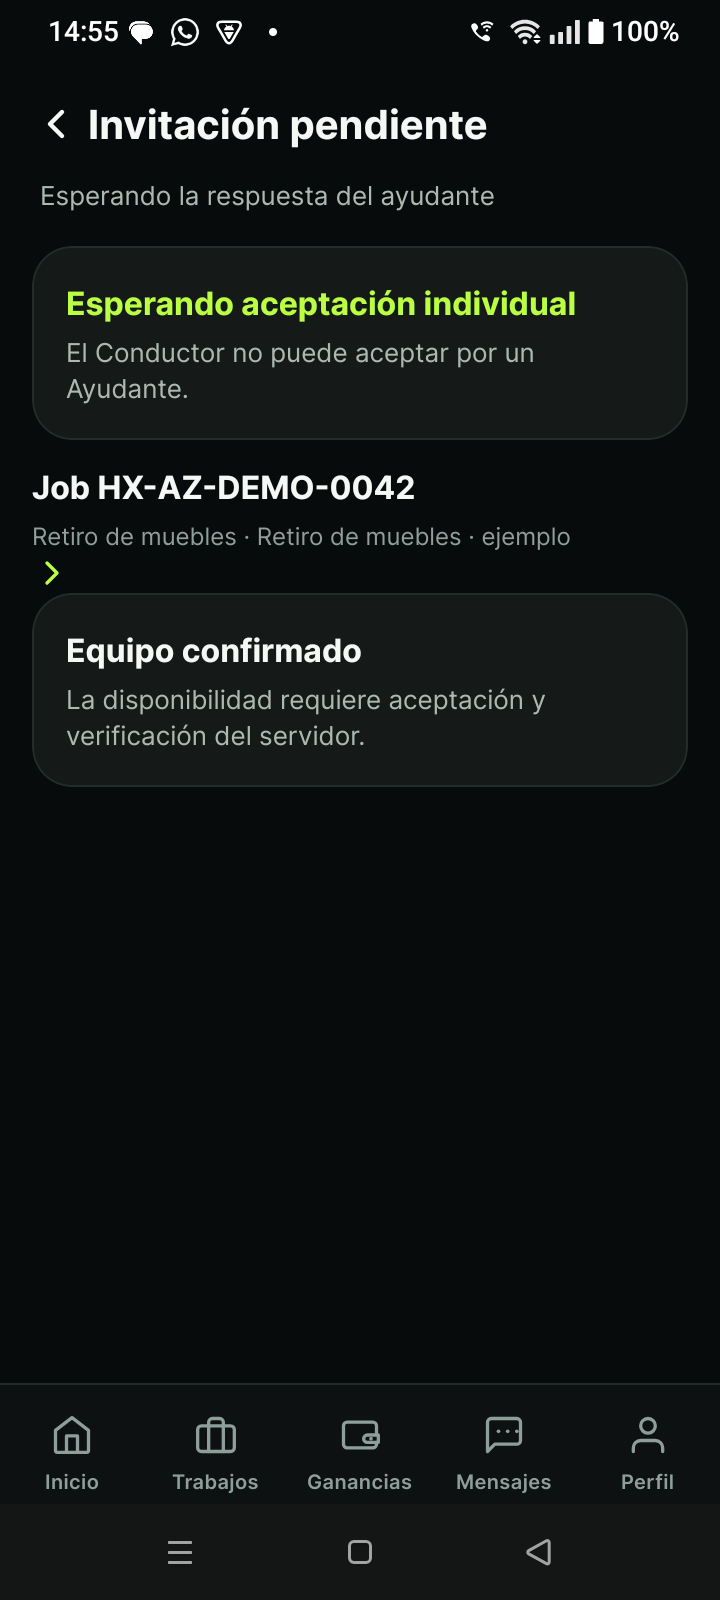 14:55
100%
Invitación pendiente
Esperando la respuesta del ayudante
Esperando aceptación individual
El Conductor no puede aceptar por un
Ayudante.
Job HX-AZ-DEMO-0042
Retiro de muebles · Retiro de muebles · ejemplo
Equipo confirmado
La disponibilidad requiere aceptación y
verificación del servidor.
Inicio
Trabajos
Ganancias
Mensajes
Perfil